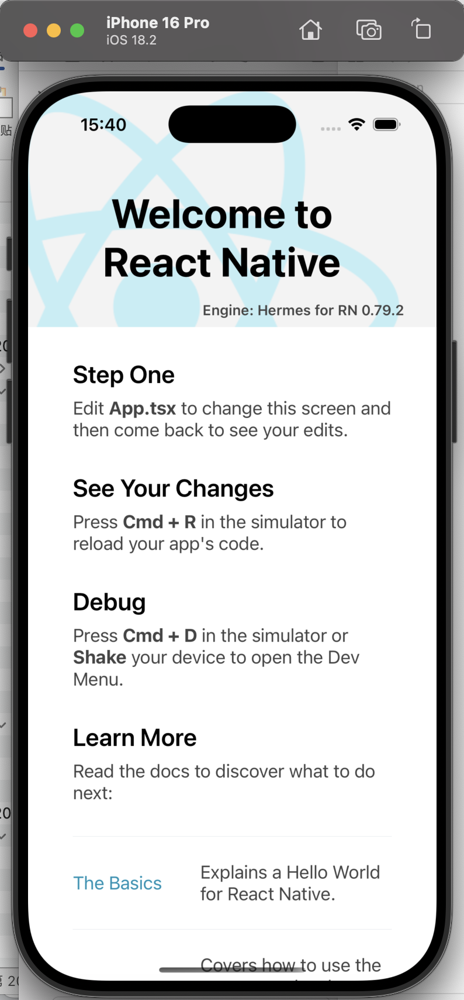 iPhone 16 Pro
iOS 18.2
贴
15:40
Welcome to
React Native
Engine: Hermes for RN 0.79.2
Step One
Edit App.tsx to change this screen and
then come back to see your edits.
See Your Changes
Press Cmd + R in the simulator to
reload your app's code.
Debug
Press Cmd + D in the simulator or
Shake your device to open the Dev
Menu.
Learn More
Read the docs to discover what to do
next:
The Basics
Explains a Hello World
for React Native.
Covers how to use the